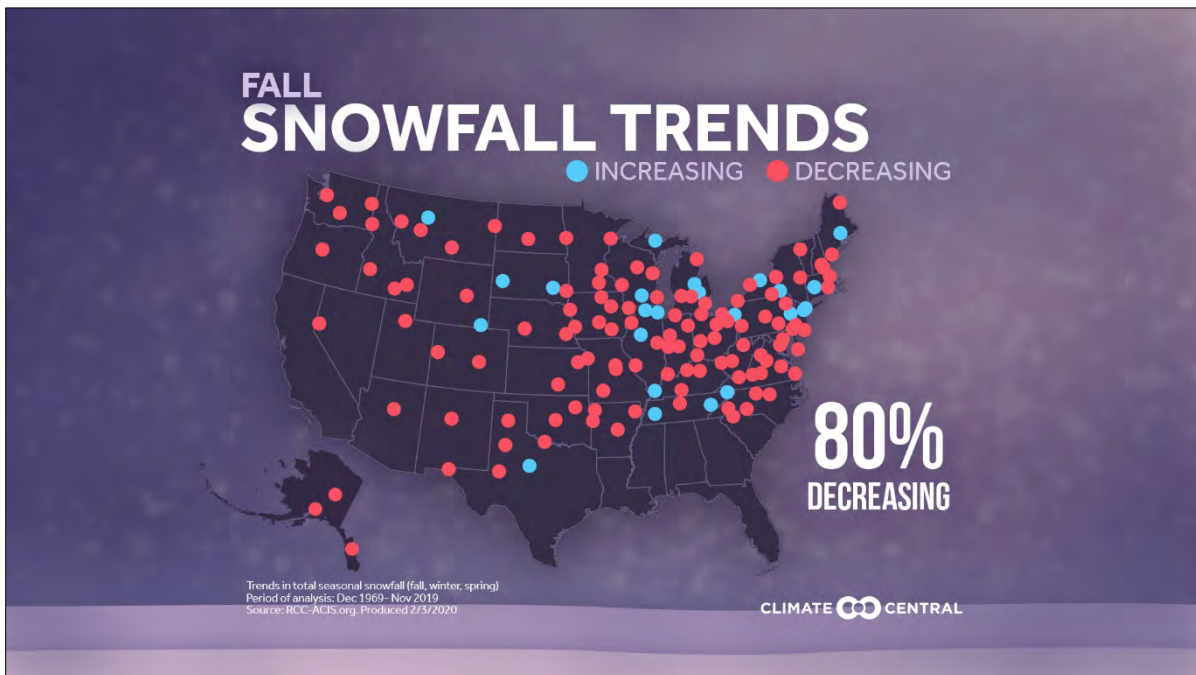 FALL
SNOWFALL TRENDS
INCREASING DECREASING
80%
DECREASING
Trends in total seasonal snowfall (fall, winter, spring)
Period of analysis: Dec 1969- Nov 2019
Source: RCC-ACIS.org. Produced 2/3/2020
CLIMATE CENTRAL